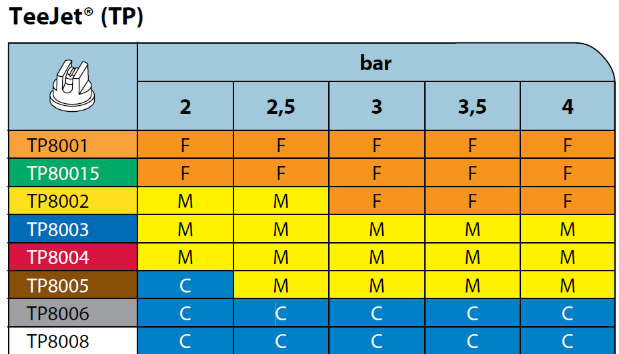 TeeJet® (TP)
bar
2 2,5 3 3,5 4
TP8001 F F F F F
TP80015 F F F F F
TP8002 M M F F F
TP8003 M M M M M
TP8004 M M M M M
TP8005 C M M M M
TP8006 C C C C C
TP8008 C C C C C